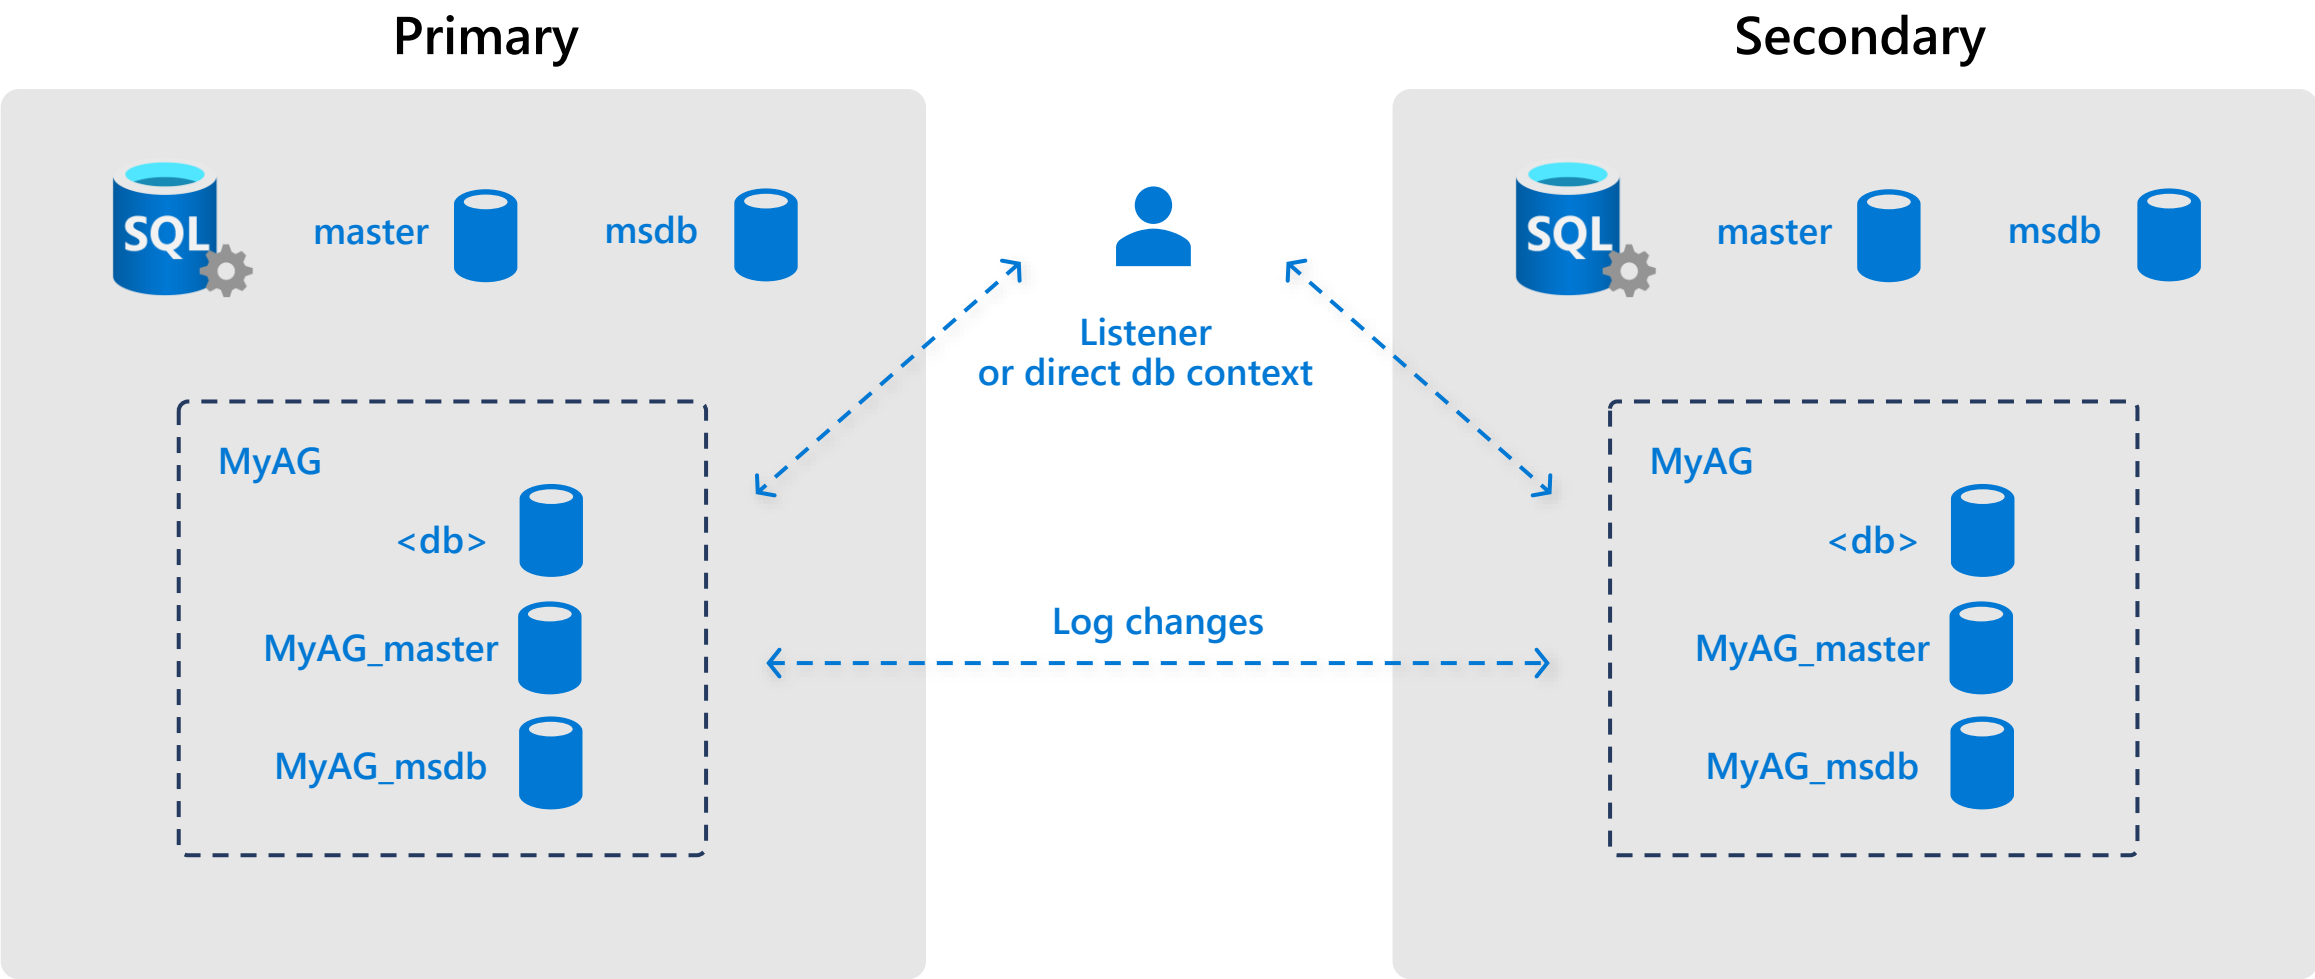 Primary
Secondary
SQL
master
msdb
Listener
or direct db context
SQL
master
msdb
MyAG
<db>
MyAG_master
MyAG_msdb
Log changes
MyAG
<db>
MyAG_master
MyAG_msdb